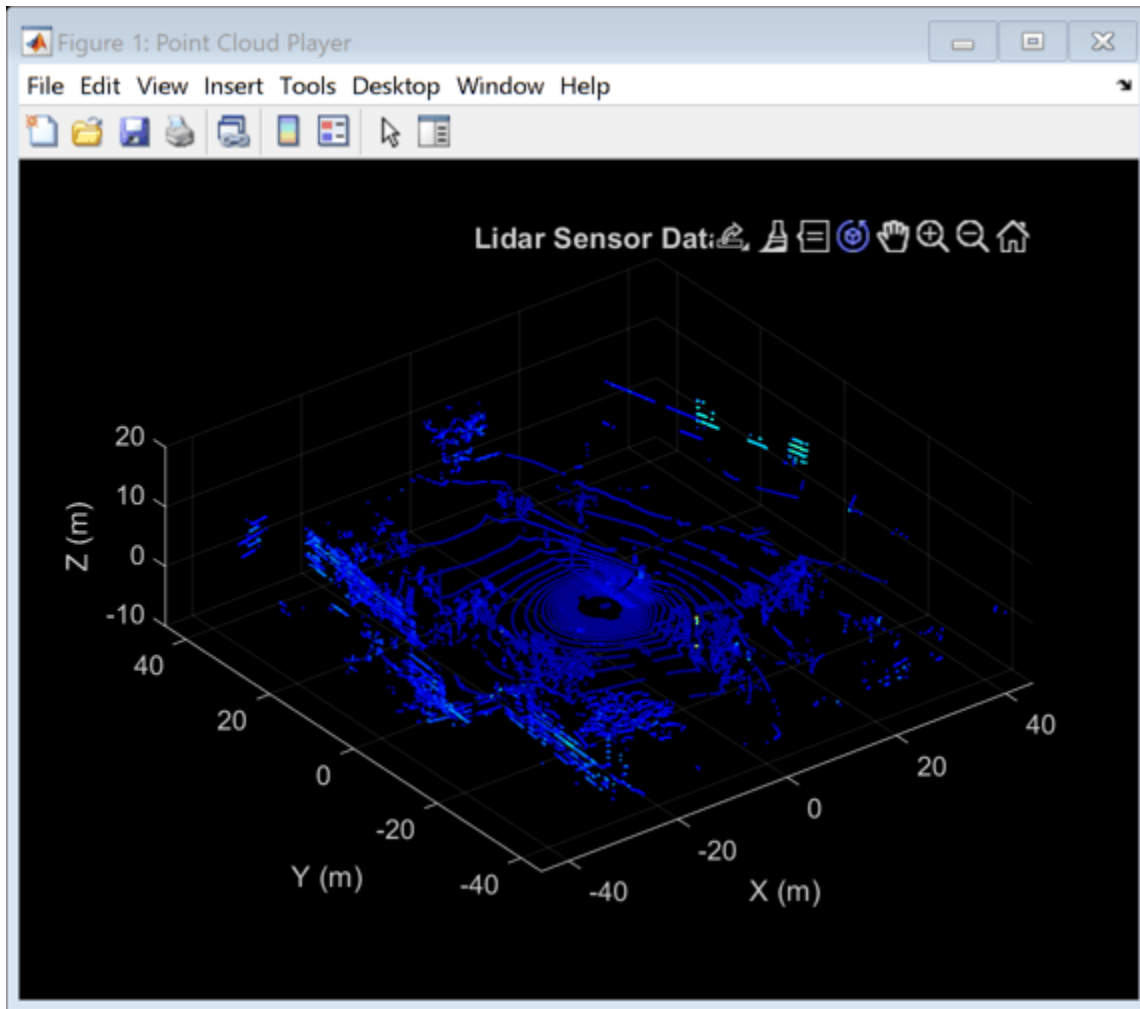 Figure 1: Point Cloud Player
File Edit View Insert Tools Desktop Window Help
Lidar Sensor Dat
20
10
0
-10
Z (m)
40
20
0
-20
-40
Y (m)
-40
-20
0
20
40
X (m)